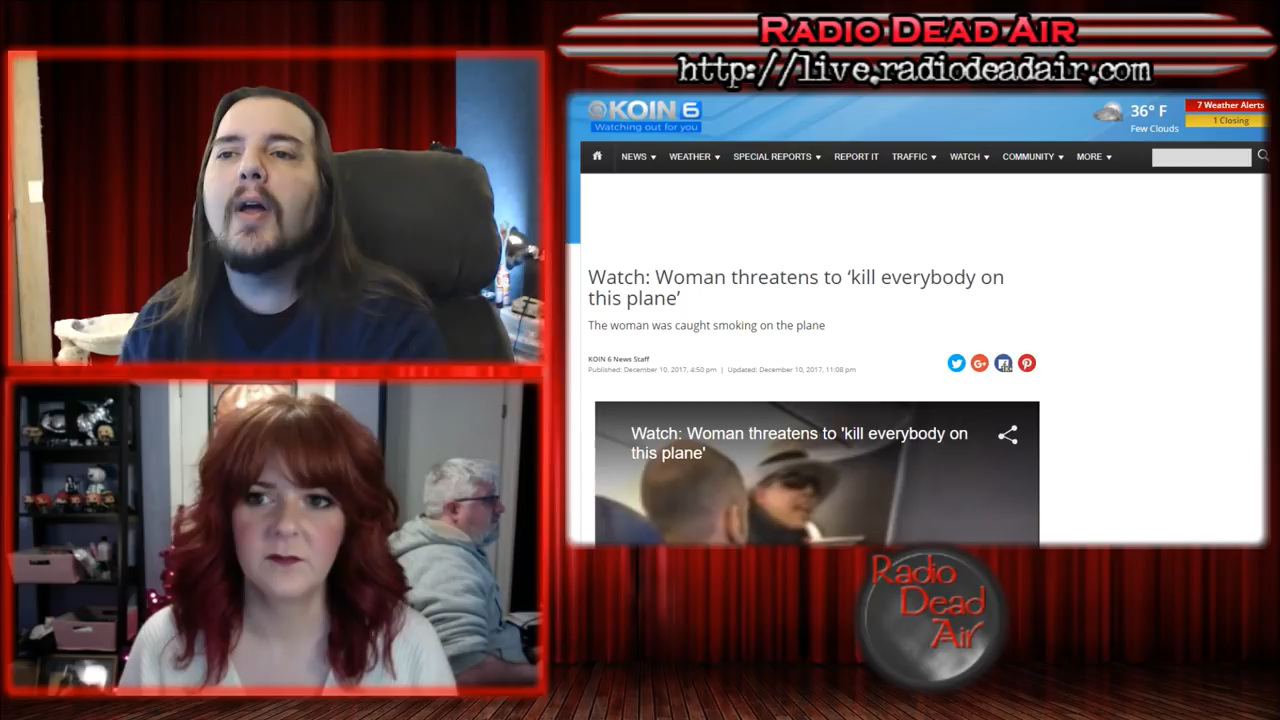 Radio Dead Air
http://live.radiodeadair.com
KOIN 6
Watching out for you
36° F
Few Clouds
7 Weather Alerts
1 Closing
NEWS WEATHER SPECIAL REPORTS REPORT IT TRAFFIC WATCH COMMUNITY MORE
Watch: Woman threatens to ‘kill everybody on
this plane’
The woman was caught smoking on the plane
KOIN 6 News Staff
Published: December 10, 2017, 4:50 pm | Updated: December 10, 2017, 11:08 pm
Watch: Woman threatens to 'kill everybody on
this plane'
Radio
Dead
Air